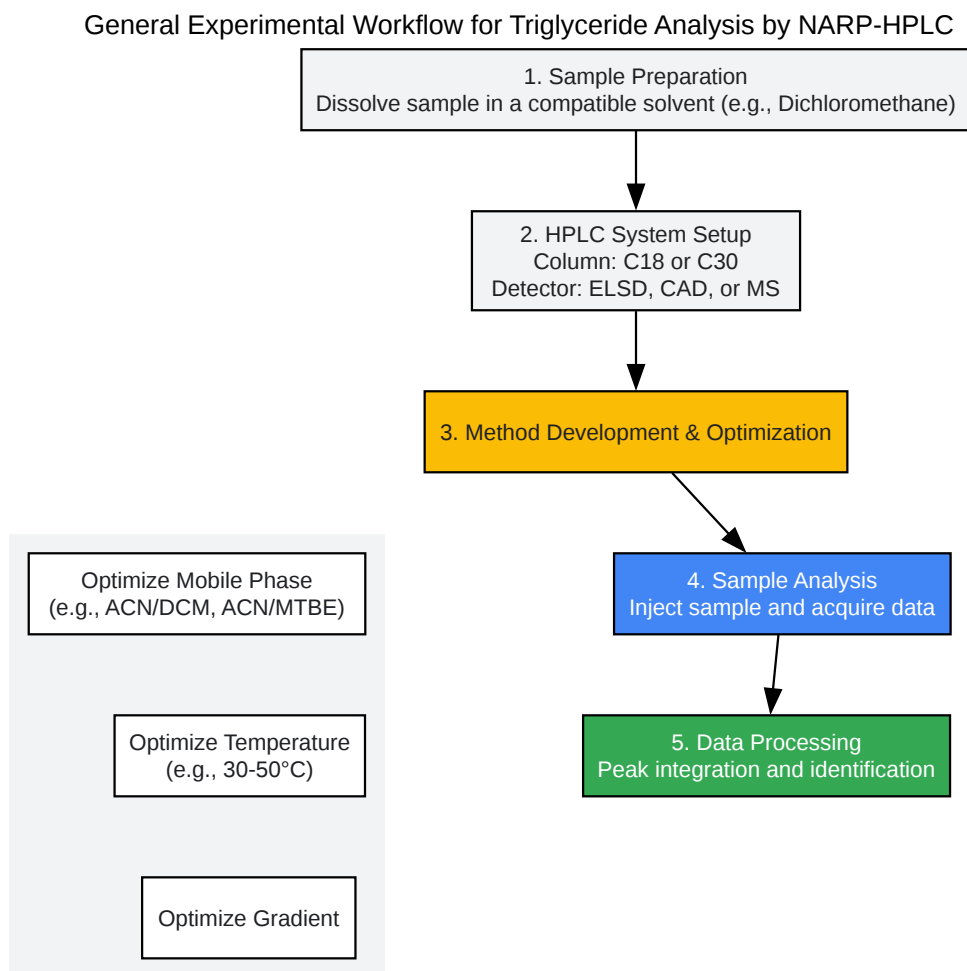 General Experimental Workflow for Triglyceride Analysis by NARP-HPLC
1. Sample Preparation
Dissolve sample in a compatible solvent (e.g., Dichloromethane)
2. HPLC System Setup
Column: C18 or C30
Detector: ELSD, CAD, or MS
3. Method Development & Optimization
Optimize Mobile Phase
(e.g., ACN/DCM, ACN/MTBE)
4. Sample Analysis
Inject sample and acquire data
Optimize Temperature
(e.g., 30-50°C)
5. Data Processing
Peak integration and identification
Optimize Gradient